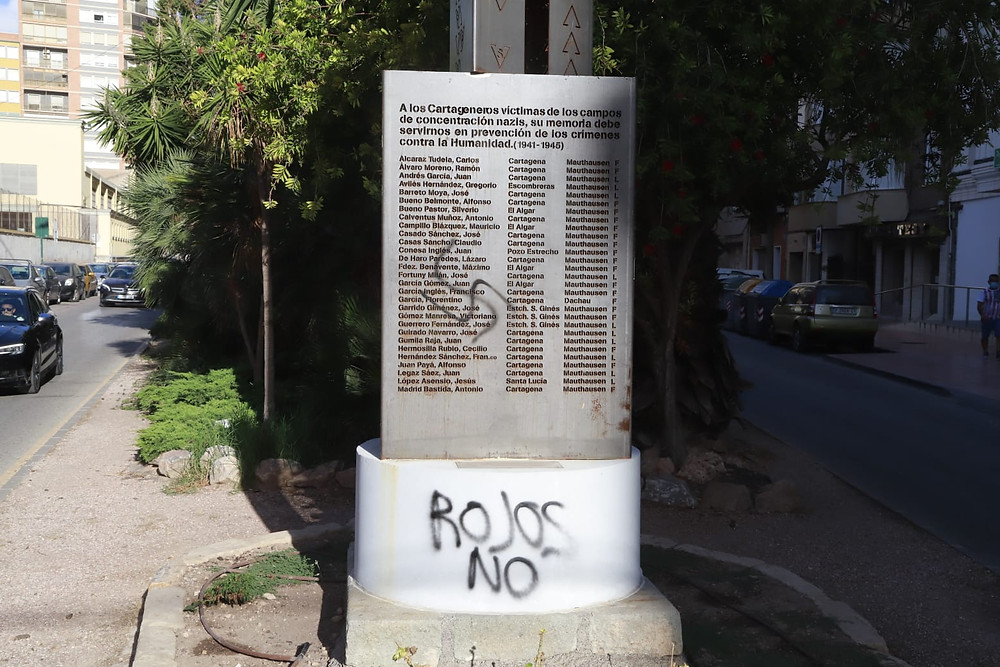 A los Cartageneros víctimas de los campos
de concentración nazis, su memoria debe
servirnos en prevención de los crímenes
contra la Humanidad.(1941-1945)
Alcaraz Tudela, Carlos Cartagena Mauthausen F
Álvaro Moreno, Ramón Cartagena Mauthausen F
Andrés García, Juan Cartagena Mauthausen L
Avilés Hernández, Gregorio Escombreras Mauthausen L
Barreto Moya, José Cartagena Mauthausen L
Bueno Belmonte, Alfonso Cartagena Mauthausen F
Bueno Pastor, Silverio El Algar Mauthausen F
Calventus Muñoz, Antonio Cartagena Mauthausen F
Campillo Blázquez, Mauricio El Algar Mauthausen F
Casado Sánchez, José Cartagena Mauthausen F
Casas Sáncho, Claudio Cartagena Mauthausen F
Conesa Inglés, Juan Pozo Estrecho Mauthausen F
De Haro Paredes, Lázaro Cartagena Mauthausen F
Fdez. Benavente, Máximo El Algar Mauthausen F
Fortuny Milán, José Cartagena Mauthausen L
García Gómez, Juan El Algar Mauthausen F
García Inglés, Francisco Cartagena Mauthausen F
García, Florentino Cartagena Dachau F
Garrido Giménez, José Estch. S. Ginés Mauthausen L
Gómez Manresa, Victoriano Estch. S. Ginés Mauthausen F
Guerrero Fernández, José Estch. S. Ginés Mauthausen L
Guirado Navarro, José Cartagena Mauthausen F
Gumila Raja, Juan Cartagena Mauthausen L
Hermosilla Rubio, Cecilio Cartagena Mauthausen F
Hernández Sánchez, Fran.co Cartagena Mauthausen L
Juan Payá, Alfonso Cartagena Mauthausen F
Legaz Sáez, Juan Cartagena Mauthausen L
López Asensio, Jesús Santa Lucía Mauthausen L
Madrid Bastida, Antonio Cartagena Mauthausen F
ROJOS
NO